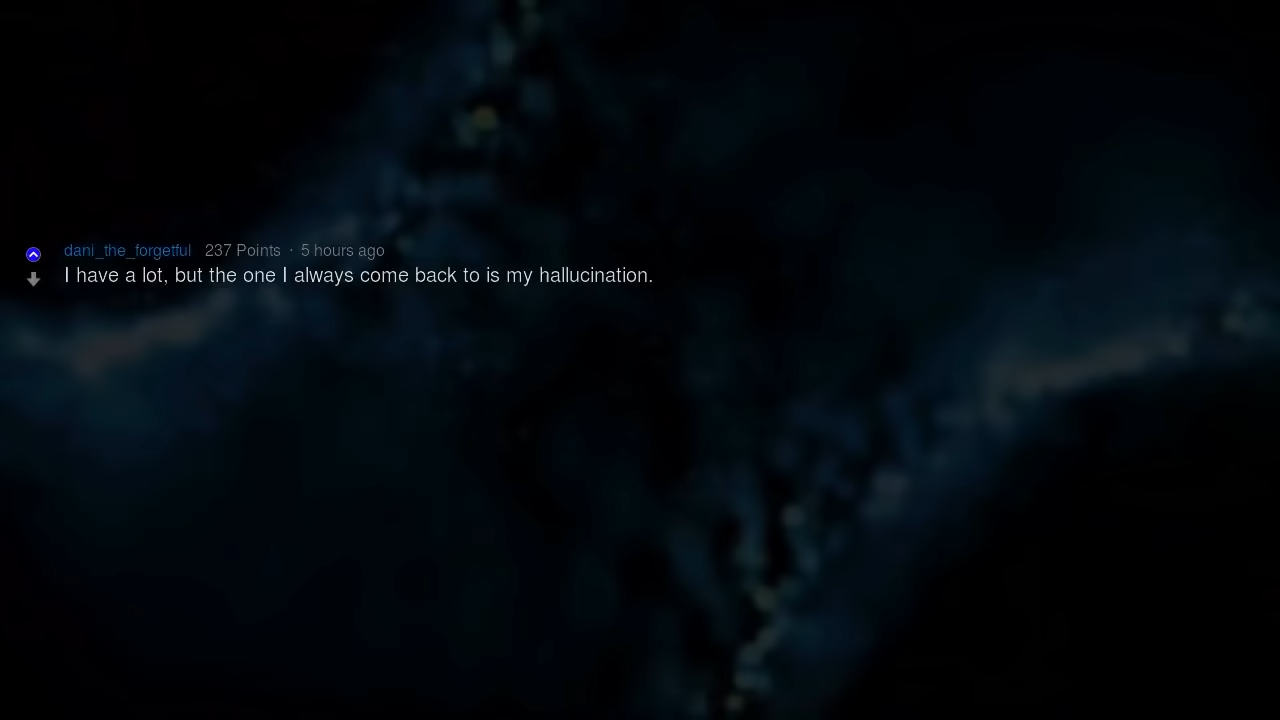 dani_the_forgetful 237 Points · 5 hours ago
I have a lot, but the one I always come back to is my hallucination.